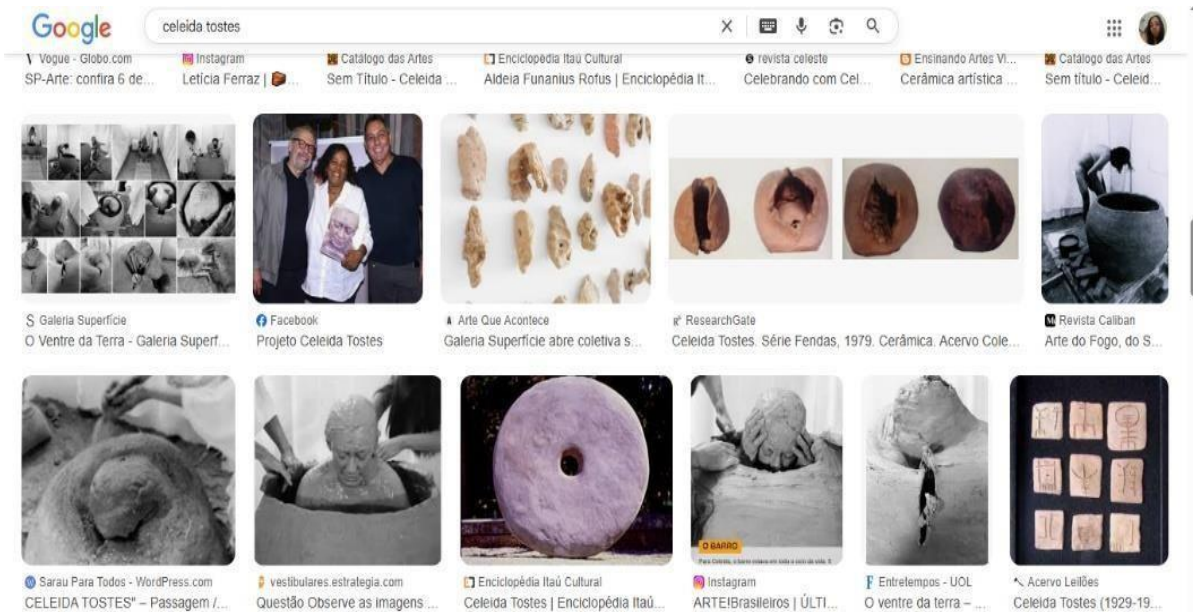 Google
celeida tostes
Vogue - Globo.com
SP-Arte: confira 6 de...
Instagram
Letícia Ferraz | 🧱...
Catálogo das Artes
Sem Título - Celeida ...
Enciclopédia Itaú Cultural
Aldeia Funanius Rofus | Enciclopédia It...
revista celeste
Celebrando com Cel...
Ensinando Artes Vi...
Cerâmica artística ...
Catálogo das Artes
Sem título - Celeid...
Galeria Superfície
O Ventre da Terra - Galeria Superf...
Facebook
Projeto Celeida Tostes
Arte Que Acontece
Galeria Superfície abre coletiva s...
ResearchGate
Celeida Tostes. Série Fendas, 1979. Cerâmica. Acervo Cole...
Revista Caliban
Arte do Fogo, do S...
Sarau Para Todos - WordPress.com
CELEIDA TOSTES" – Passagem /...
vestibulares.estrategia.com
Questão Observe as imagens ...
Enciclopédia Itaú Cultural
Celeida Tostes | Enciclopédia Itaú...
O BARRO
Instagram
ARTE!Brasileiros | ÚLTI...
Entretempos - UOL
O ventre da terra – ...
Acervo Leilões
Celeida Tostes (1929-19...